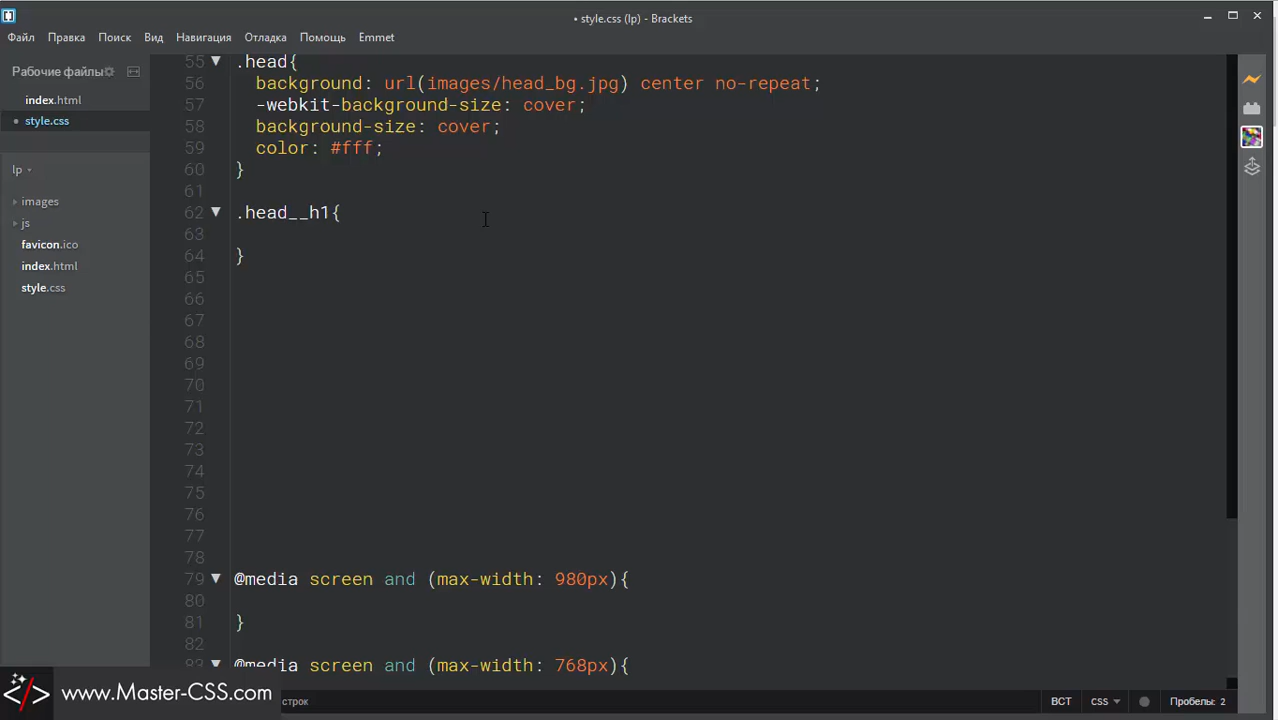 • style.css (lp) - Brackets
Файл Правка Поиск Вид Навигация Отладка Помощь Emmet
Рабочие файлы
index.html
• style.css
lp
images
js
favicon.ico
index.html
style.css
55 .head{
56 background: url(images/head_bg.jpg) center no-repeat;
57 -webkit-background-size: cover;
58 background-size: cover;
59 color: #fff;
60 }
61
62 .head__h1{
63
64 }
65
66
67
68
69
70
71
72
73
74
75
76
77
78
79 @media screen and (max-width: 980px){
80
81 }
82
83 @media screen and (max-width: 768px){
www.Master-CSS.com
строк ВСТ CSS Пробелы: 2